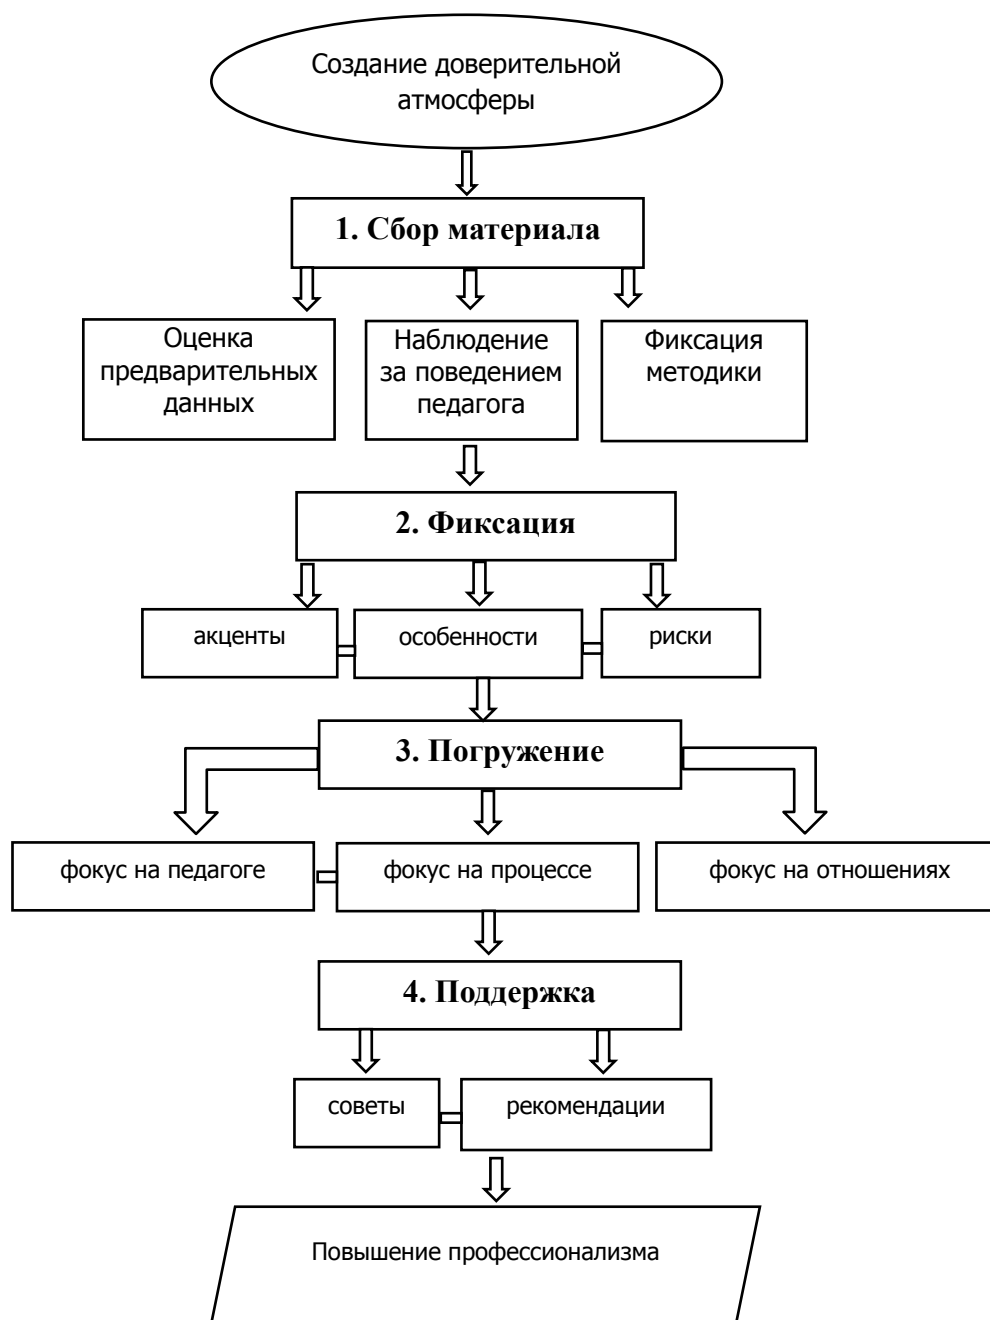 Создание доверительной
атмосферы
1. Сбор материала
Оценка
предварительных
данных
Наблюдение
за поведением
педагога
Фиксация
методики
2. Фиксация
акценты
особенности
риски
3. Погружение
фокус на педагоге
фокус на процессе
фокус на отношениях
4. Поддержка
советы
рекомендации
Повышение профессионализма